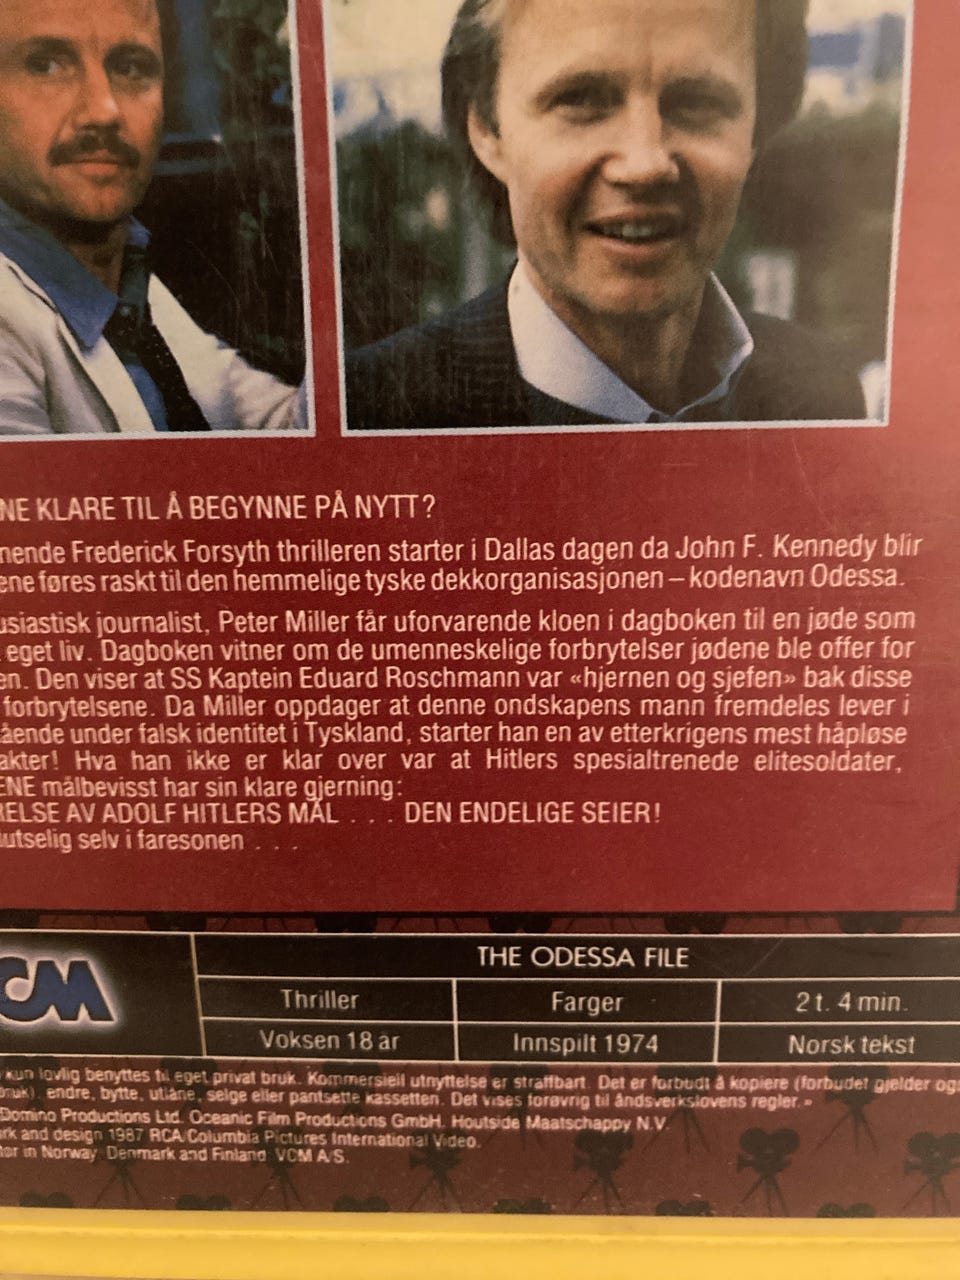 NE KLARE TIL Å BEGYNNE PÅ NYTT?
nende Frederick Forsyth thrilleren starter i Dallas dagen da John F. Kennedy blir
ene føres raskt til den hemmelige tyske dekkorganisasjonen – kodenavn Odessa.
usiastisk journalist, Peter Miller får uforvarende kloen i dagboken til en jøde som
eget liv. Dagboken vitner om de umenneskelige forbrytelser jødene ble offer for
en. Den viser at SS Kaptein Eduard Roschmann var «hjernen og sjefen» bak disse
forbrytelsene. Da Miller oppdager at denne ondskapens mann fremdeles lever i
ående under falsk identitet i Tyskland, starter han en av etterkrigens mest håpløse
akter! Hva han ikke er klar over var at Hitlers spesialtrenede elitesoldater,
ENE målbevisst har sin klare gjerning:
RELSE AV ADOLF HITLERS MÅL . . . DEN ENDELIGE SEIER!
utselig selv i faresonen . . .
CM
THE ODESSA FILE
Thriller Farger 2 t. 4 min.
Voksen 18 år Innspilt 1974 Norsk tekst
kun lovlig benyttes til eget privat bruk. Kommersiell utnyttelse er straffbart. Det er forbudt å kopiere (forbudet gjelder og
bruk), endre, bytte, utlåne, selge eller pantsette kassetten. Det vises forøvrig til åndsverkslovens regler.»
Domino Productions Ltd. Oceanic Film Productions GmbH. Houtside Maatschappy N.V.
rk and design 1987 RCA/Columbia Pictures International Video.
tor in Norway, Denmark and Finland VCM A/S.